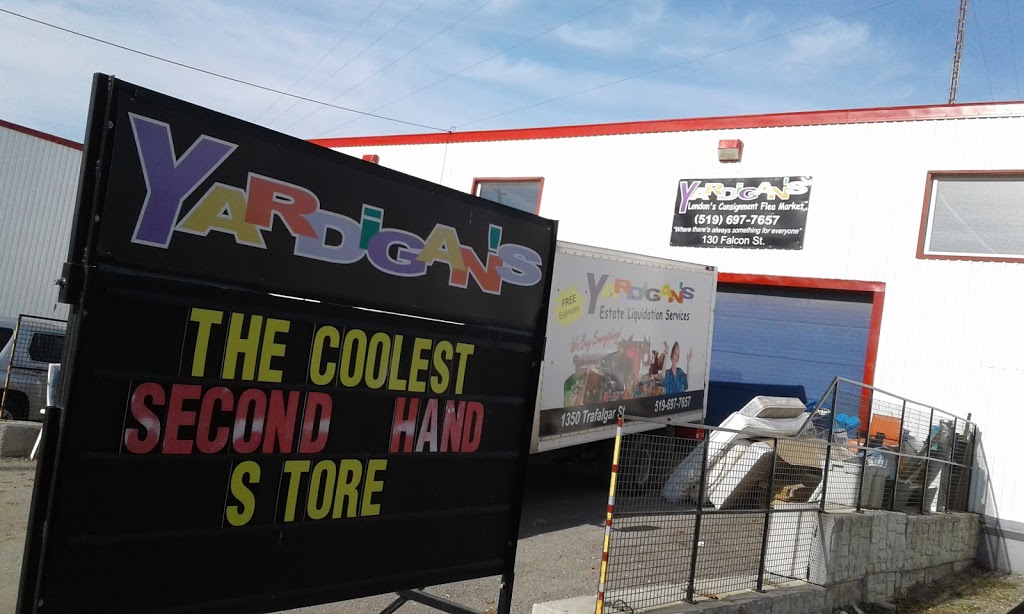 YARDiGAN'S
THE COOLEST
SECOND HAND
S TORE
YARDiGAN'S
London's Consignment Flea Market
(519) 697-7657
"Where there's always something for everyone"
130 Falcon St.
FREE
Estimates
YARDiGAN'S
Estate Liquidation Services
We Buy Everything!
1350 Trafalgar St.
519-697-7657